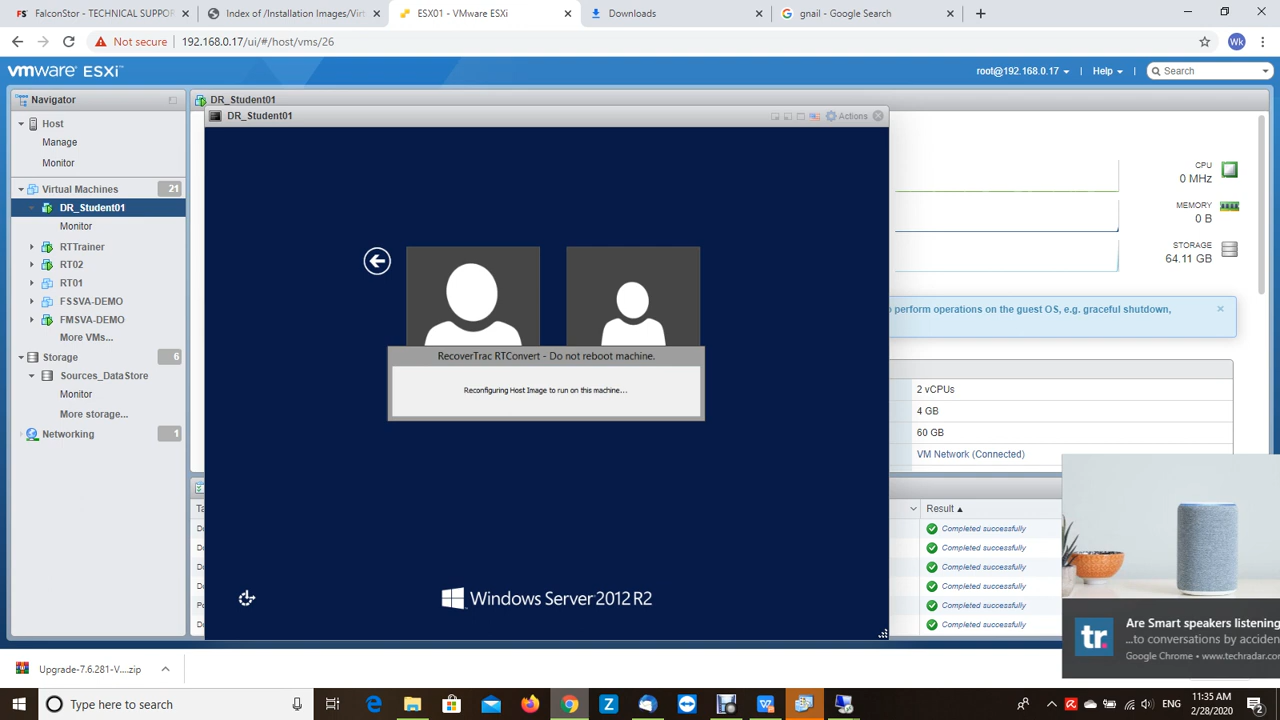 FalconStor - TECHNICAL SUPPOR
Index of /Installation Images/Virt
ESX01 - VMware ESXi
Downloads
gnail - Google Search
Not secure
192.168.0.17/ui/#/host/vms/26
Wk
vmware ESXi™
root@192.168.0.17
Help
Search
Navigator
Host
Manage
Monitor
Virtual Machines
21
DR_Student01
Monitor
RTTrainer
RT02
RT01
FSSVA-DEMO
FMSVA-DEMO
More VMs...
Storage
6
Sources_DataStore
Monitor
More storage...
Networking
1
DR_Student01
DR_Student01
Actions
RecoverTrac RTConvert - Do not reboot machine.
Reconfiguring Host Image to run on this machine...
Windows Server 2012 R2
CPU
0 MHz
MEMORY
0 B
STORAGE
64.11 GB
perform operations on the guest OS, e.g. graceful shutdown,
2 vCPUs
4 GB
60 GB
VM Network (Connected)
Result
Completed successfully
Completed successfully
Completed successfully
Completed successfully
Completed successfully
Completed successfully
tr.
Are Smart speakers listening
...to conversations by acciden
Google Chrome • www.techradar.com
Upgrade-7.6.281-V....zip
Type here to search
ENG
11:35 AM
2/28/2020
2